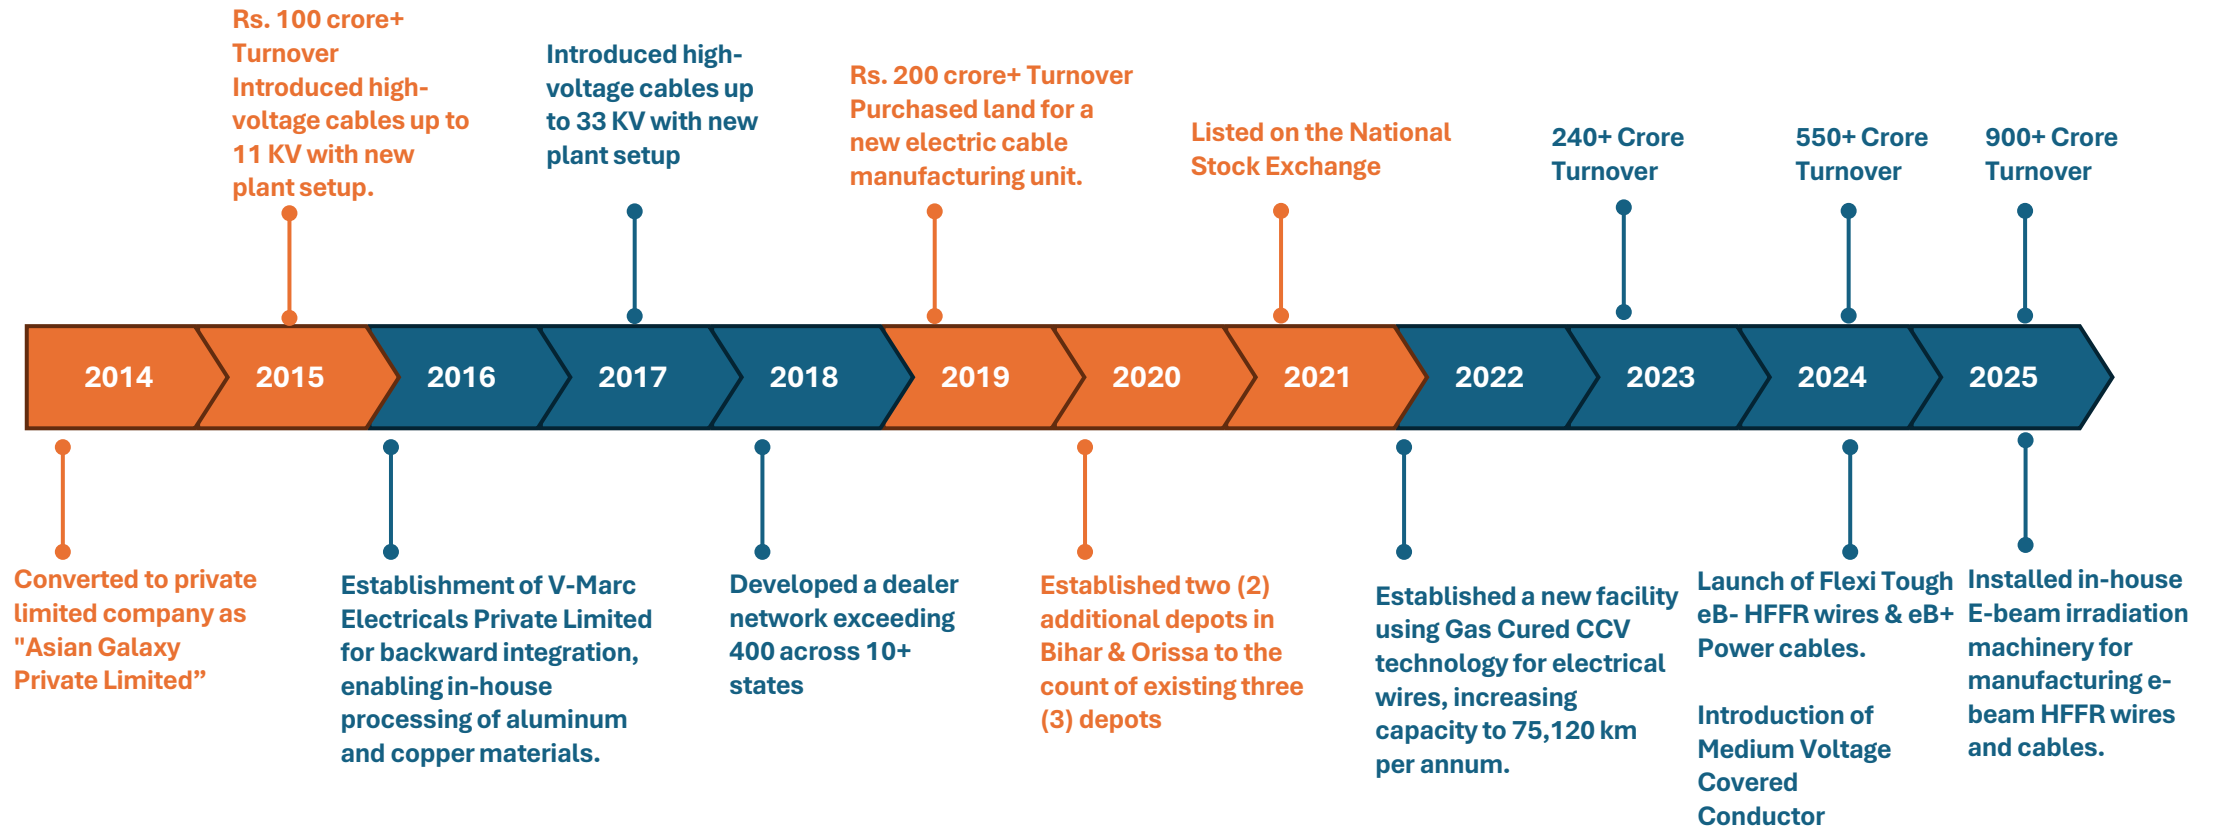 Rs. 100 crore+
Turnover
Introduced high-
voltage cables up to
11 KV with new
plant setup.
Introduced high-
voltage cables up
to 33 KV with new
plant setup
Rs. 200 crore+ Turnover
Purchased land for a
new electric cable
manufacturing unit.
Listed on the National
Stock Exchange
240+ Crore
Turnover
550+ Crore
Turnover
900+ Crore
Turnover
2014
2015
2016
2017
2018
2019
2020
2021
2022
2023
2024
2025
Converted to private
limited company as
"Asian Galaxy
Private Limited”
Establishment of V-Marc
Electricals Private Limited
for backward integration,
enabling in-house
processing of aluminum
and copper materials.
Developed a dealer
network exceeding
400 across 10+
states
Established two (2)
additional depots in
Bihar & Orissa to the
count of existing three
(3) depots
Established a new facility
using Gas Cured CCV
technology for electrical
wires, increasing
capacity to 75,120 km
per annum.
Launch of Flexi Tough
eB- HFFR wires & eB+
Power cables.
Introduction of
Medium Voltage
Covered
Conductor
Installed in-house
E-beam irradiation
machinery for
manufacturing e-
beam HFFR wires
and cables.